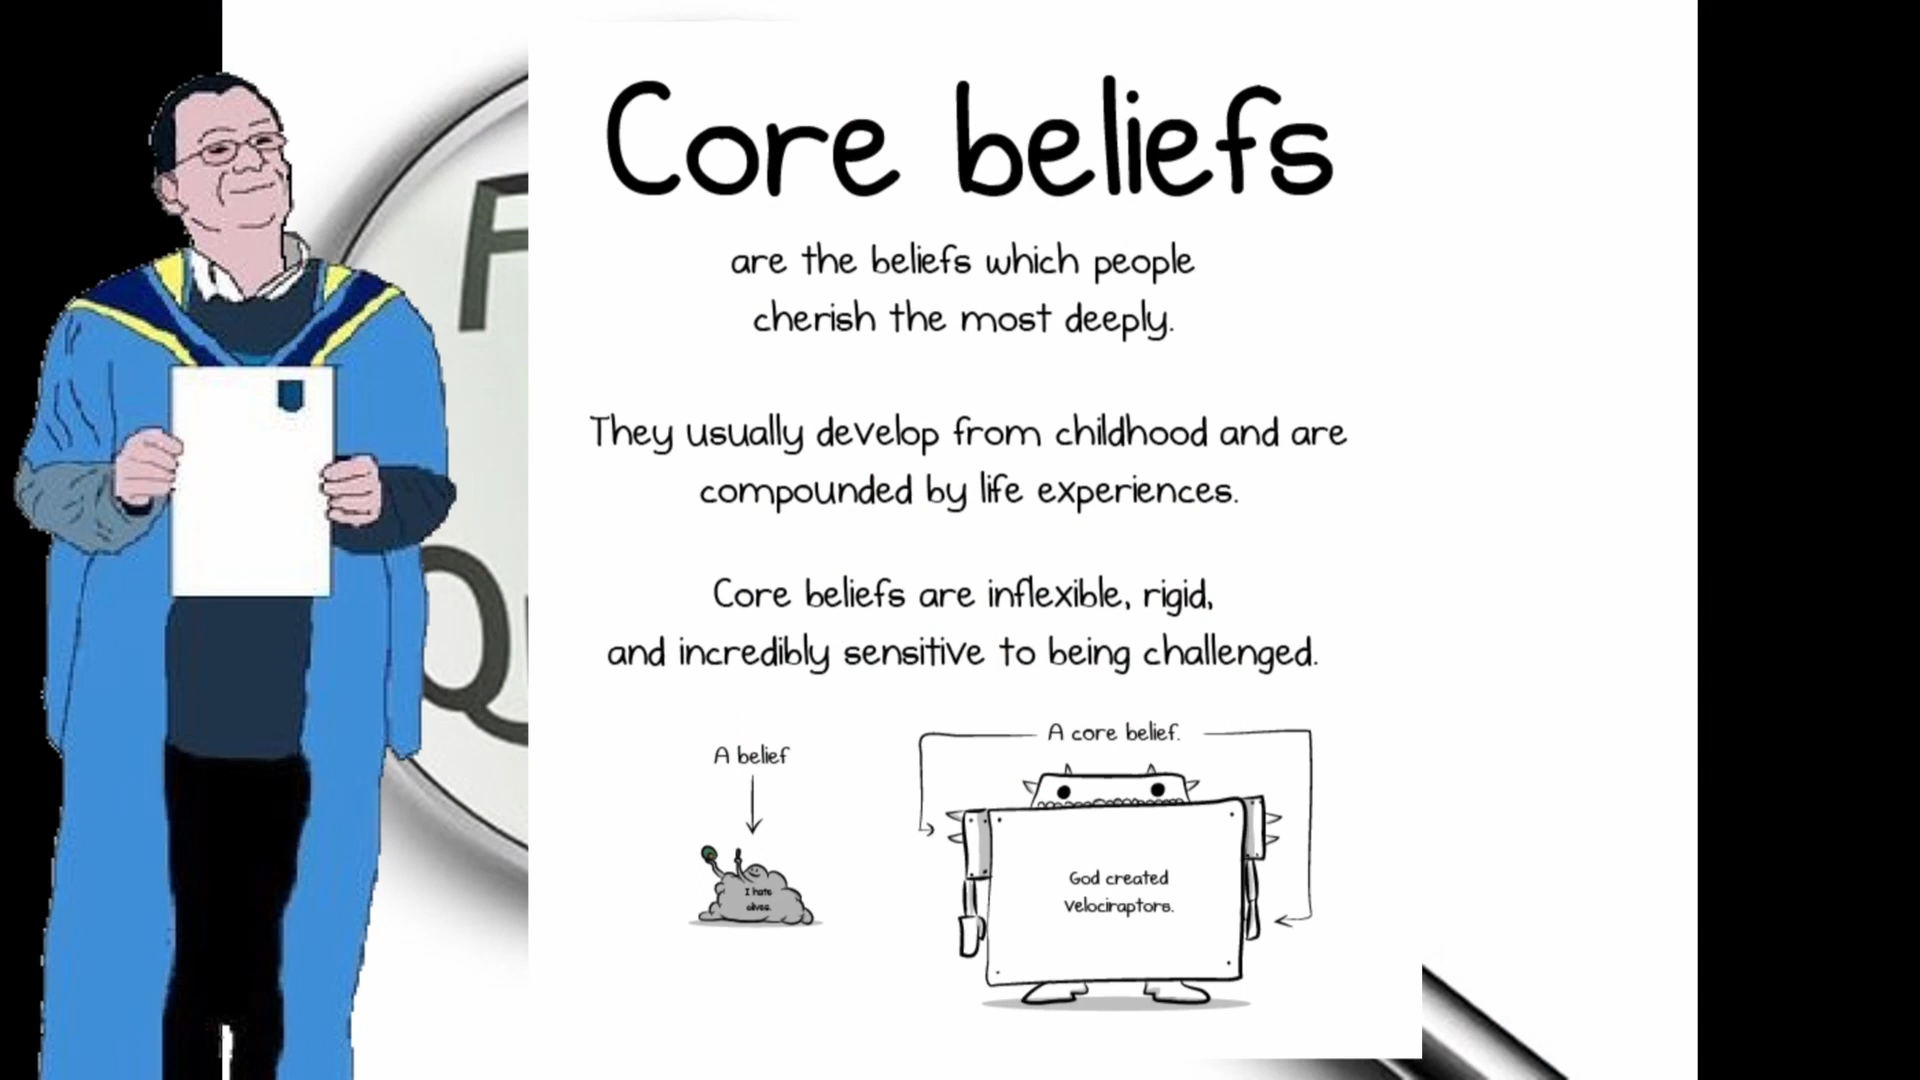 Core beliefs
are the beliefs which people
cherish the most deeply.
They usually develop from childhood and are
compounded by life experiences.
Core beliefs are inflexible, rigid,
and incredibly sensitive to being challenged.
A belief
I hate
olives.
A core belief.
God created
velociraptors.
F
Q